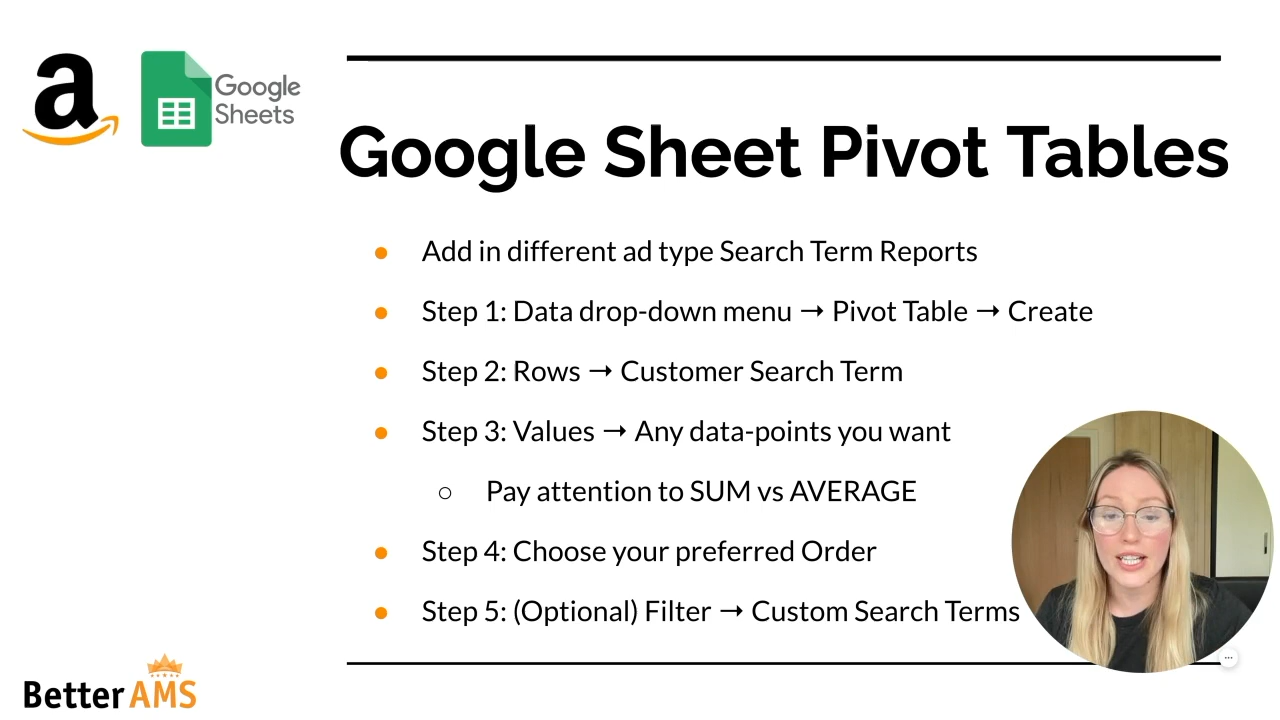 a
Google
Sheets
Google Sheet Pivot Tables
● Add in different ad type Search Term Reports
● Step 1: Data drop-down menu → Pivot Table → Create
● Step 2: Rows → Customer Search Term
● Step 3: Values → Any data-points you want
○ Pay attention to SUM vs AVERAGE
● Step 4: Choose your preferred Order
● Step 5: (Optional) Filter → Custom Search Terms
BetterAMS